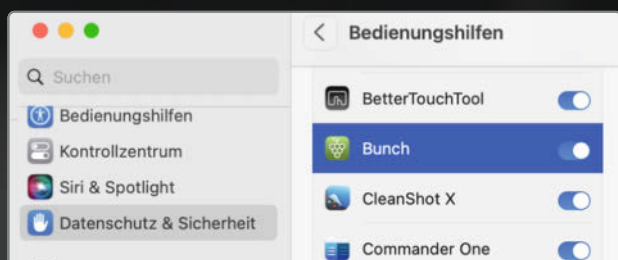 Bedienungshilfen
Suchen
BetterTouchTool
Bedienungshilfen
Kontrollzentrum
Bunch
Siri & Spotlight
CleanShot X
Datenschutz & Sicherheit
Commander One